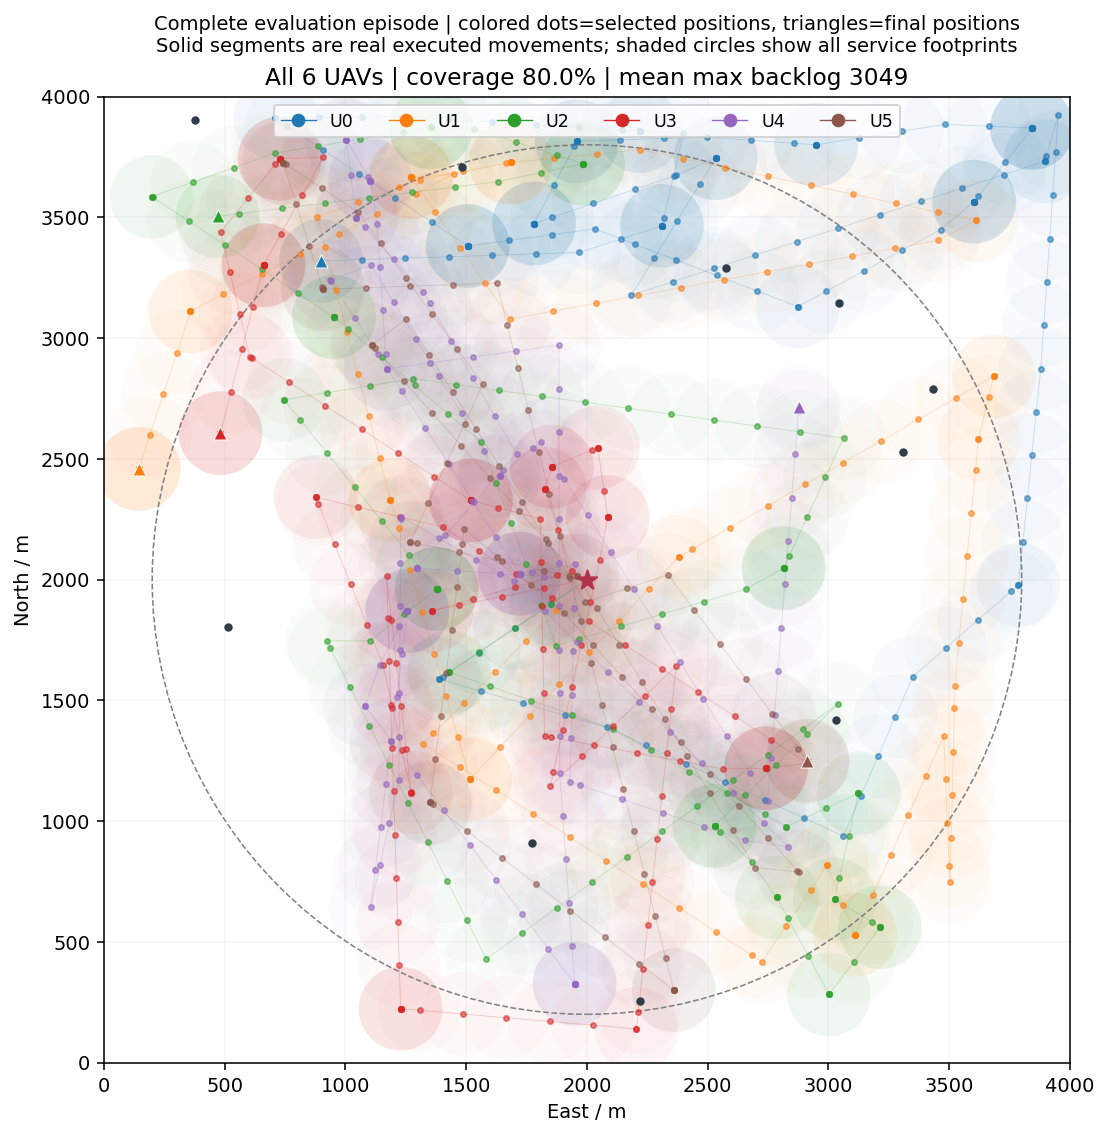 Complete evaluation episode | colored dots=selected positions, triangles=final positions
Solid segments are real executed movements; shaded circles show all service footprints
All 6 UAVs | coverage 80.0% | mean max backlog 3049
U0 U1 U2 U3 U4 U5
4000
3500
3000
2500
2000
1500
1000
500
0
North / m
0 500 1000 1500 2000 2500 3000 3500 4000
East / m